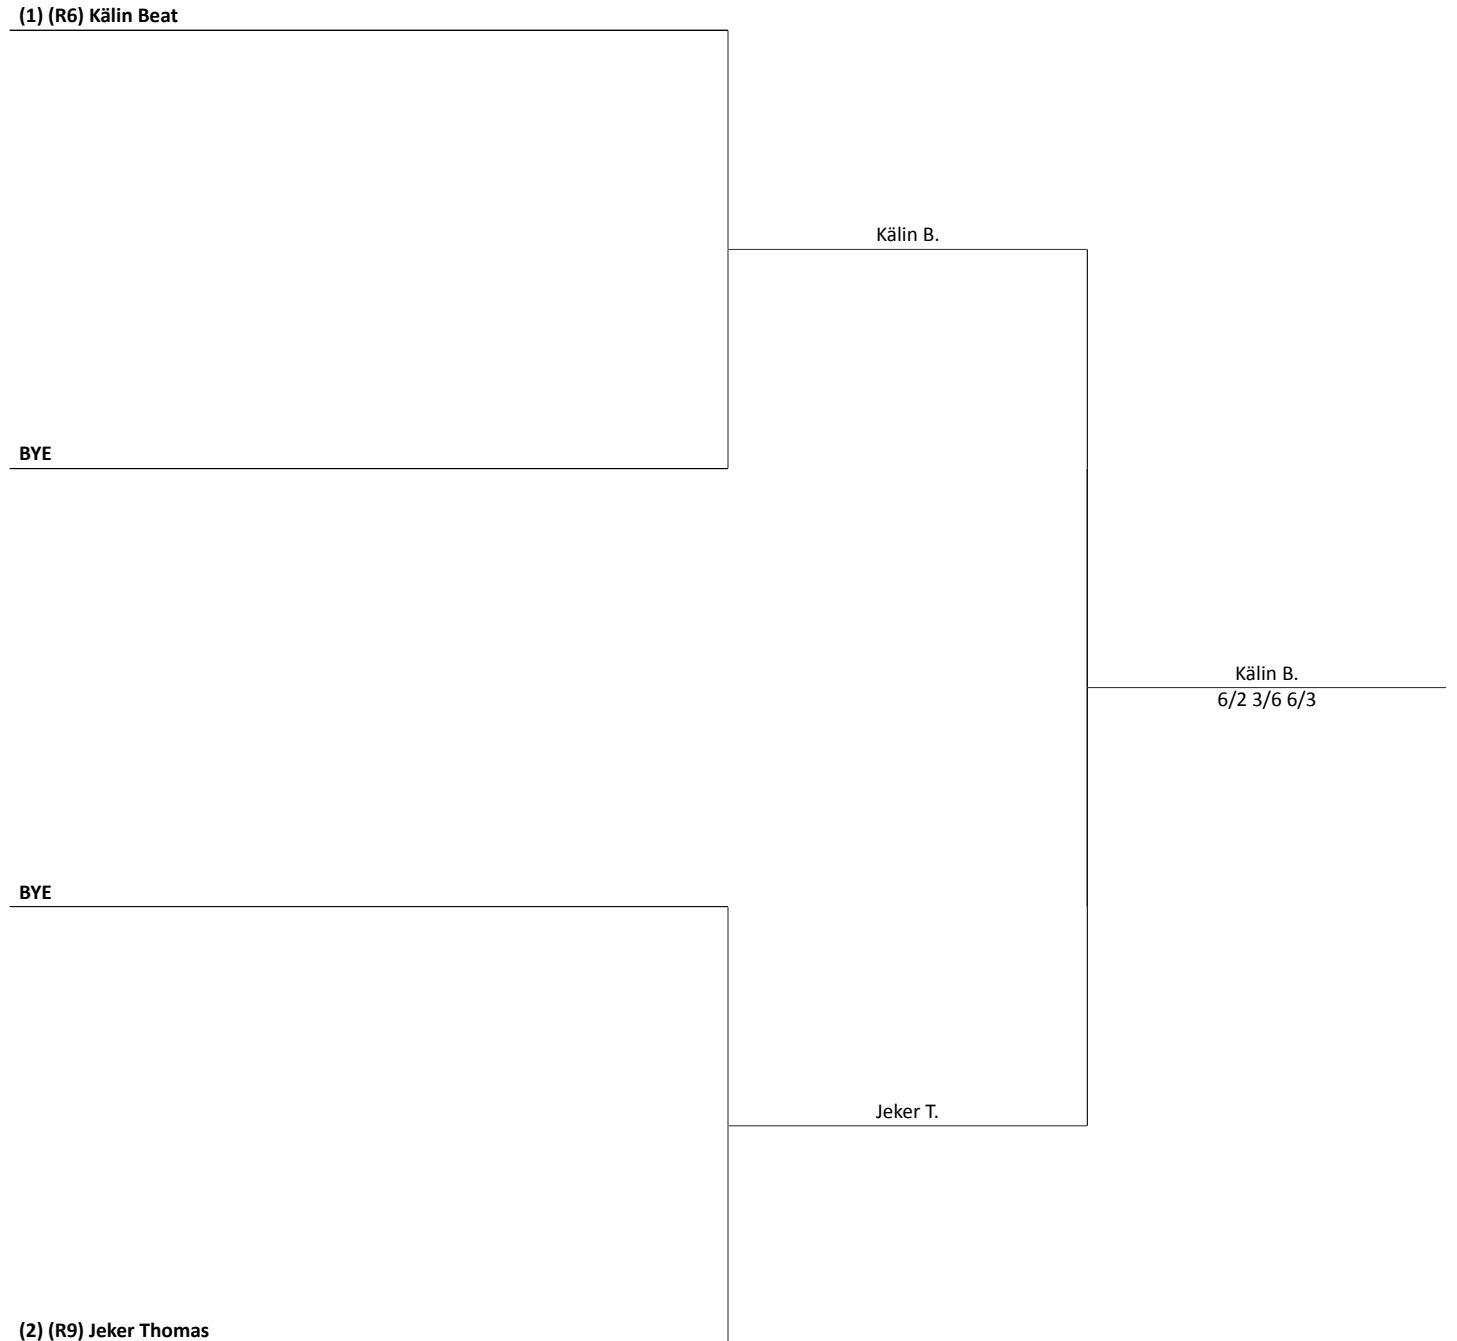 (1) (R6) Kälin Beat
Kälin B.
BYE
Kälin B.
6/2 3/6 6/3
BYE
Jeker T.
(2) (R9) Jeker Thomas